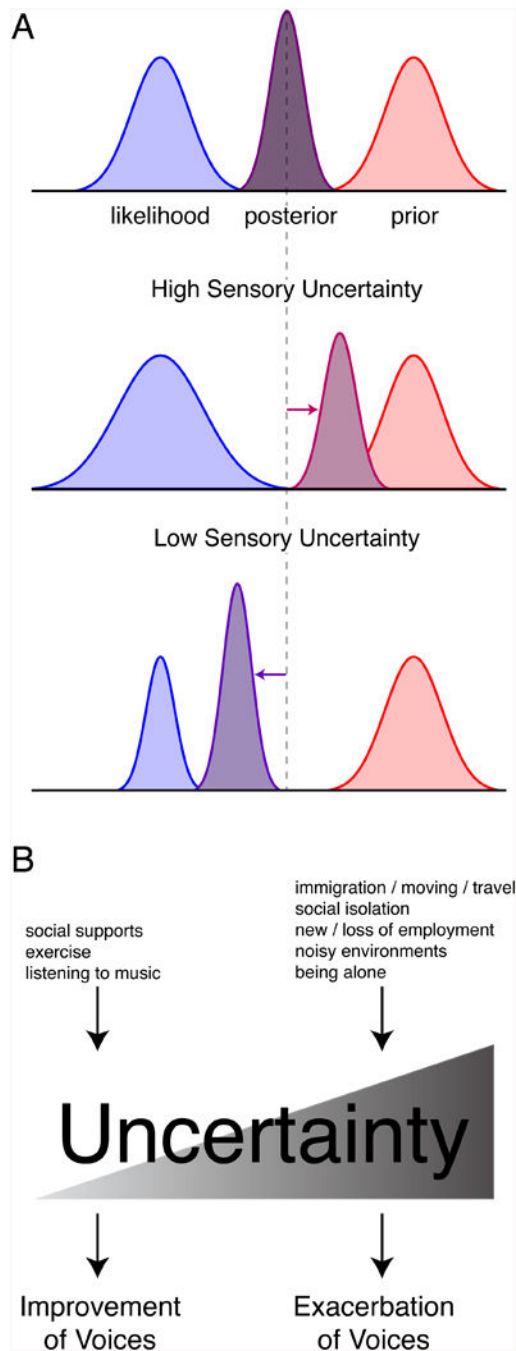 A
likelihood posterior prior
High Sensory Uncertainty
Low Sensory Uncertainty
B
social supports
exercise
listening to music
immigration / moving / travel
social isolation
new / loss of employment
noisy environments
being alone
Uncertainty
Improvement
of Voices
Exacerbation
of Voices